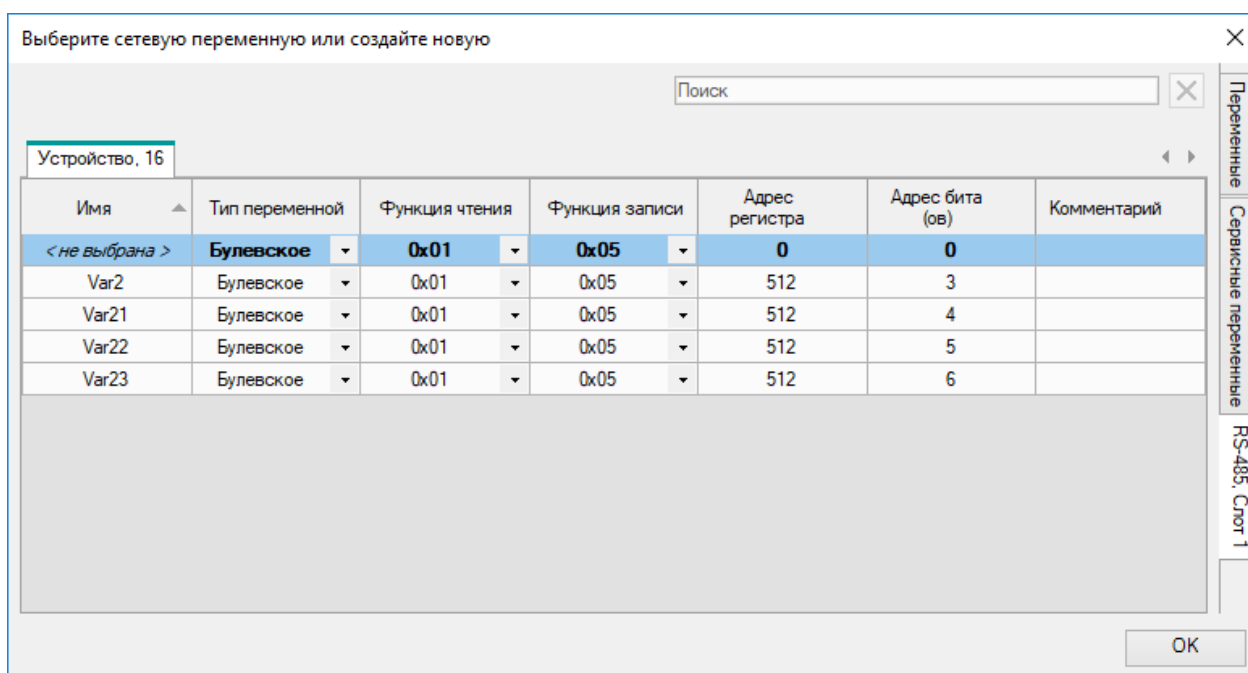 Выберите сетевую переменную или создайте новую
Поиск
Устройство, 16
Имя Тип переменной Функция чтения Функция записи Адрес регистра Адрес бита (ов) Комментарий
< не выбрана > Булевское 0x01 0x05 0 0
Var2 Булевское 0x01 0x05 512 3
Var21 Булевское 0x01 0x05 512 4
Var22 Булевское 0x01 0x05 512 5
Var23 Булевское 0x01 0x05 512 6
Переменные
Сервисные переменные
RS-485, Слот 1
OK